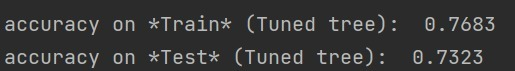 accuracy on *Train* (Tuned tree):  0.7683
accuracy on *Test* (Tuned tree):  0.7323